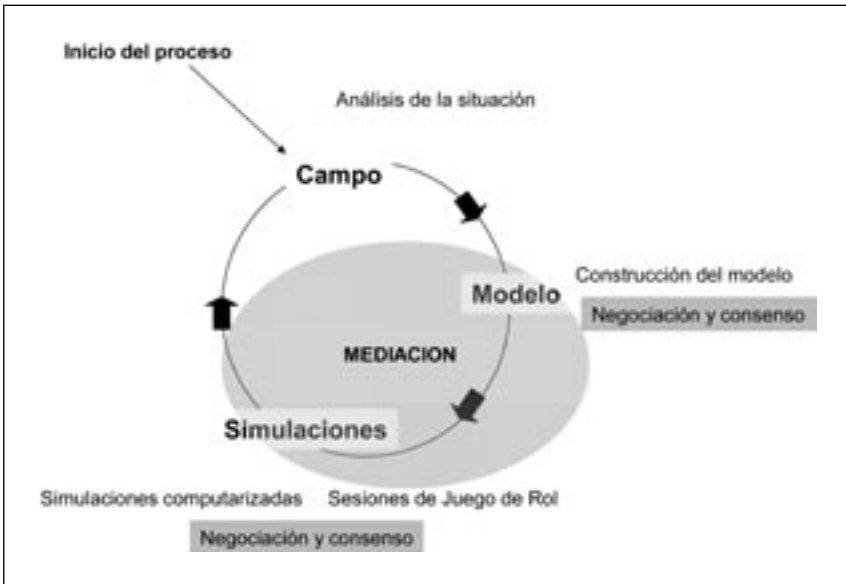 Inicio del proceso
Análisis de la situación
Campo
Modelo
Construcción del modelo
Negociación y consenso
MEDIACION
Simulaciones
Simulaciones computarizadas
Sesiones de Juego de Rol
Negociación y consenso